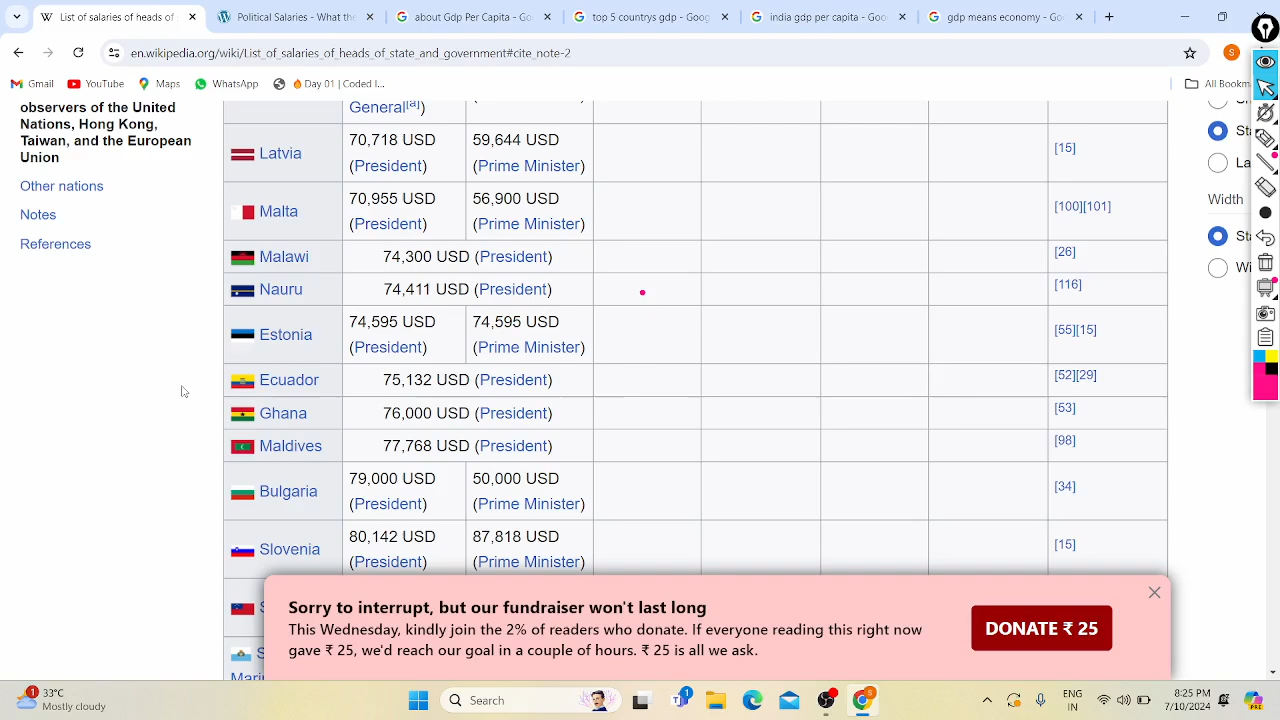 List of salaries of heads of st
Political Salaries - What the
about Gdp Per Capita - Goo
top 5 countrys gdp - Goog
india gdp per capita - Goo
gdp means economy - Goog
en.wikipedia.org/wiki/List_of_salaries_of_heads_of_state_and_government#cite_note-2
S
Gmail
YouTube
Maps
WhatsApp
Day 01 | Coded I...
All Bookm
observers of the United
Nations, Hong Kong,
Taiwan, and the European
Union
Other nations
Notes
References
General[a])
Latvia
70,718 USD
(President)
59,644 USD
(Prime Minister)
[15]
Malta
70,955 USD
(President)
56,900 USD
(Prime Minister)
[100][101]
Malawi
74,300 USD (President)
[26]
Nauru
74,411 USD (President)
[116]
Estonia
74,595 USD
(President)
74,595 USD
(Prime Minister)
[55][15]
Ecuador
75,132 USD (President)
[52][29]
Ghana
76,000 USD (President)
[53]
Maldives
77,768 USD (President)
[98]
Bulgaria
79,000 USD
(President)
50,000 USD
(Prime Minister)
[34]
Slovenia
80,142 USD
(President)
87,818 USD
(Prime Minister)
[15]
Sta
La
Width
Sta
Wi
Sorry to interrupt, but our fundraiser won't last long
This Wednesday, kindly join the 2% of readers who donate. If everyone reading this right now
gave ₹ 25, we'd reach our goal in a couple of hours. ₹ 25 is all we ask.
DONATE ₹ 25
33°C
Mostly cloudy
Search
ENG
IN
8:25 PM
7/10/2024